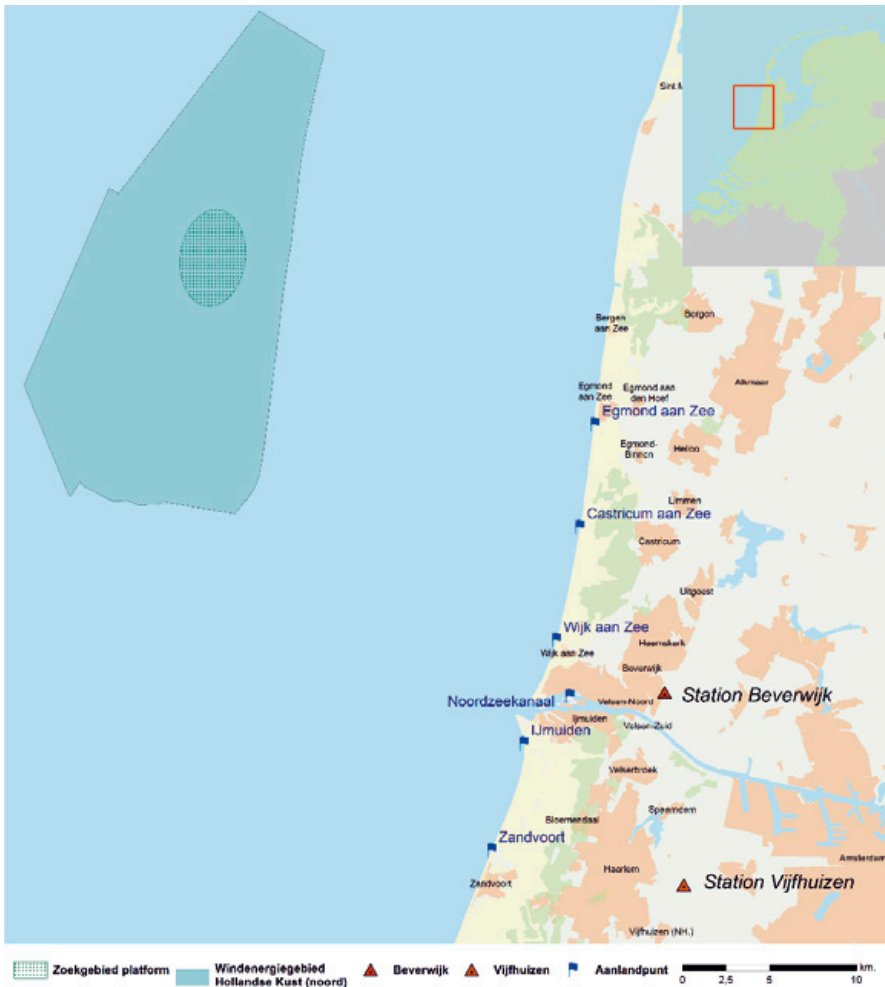 Sint M
Bergen
aan Zee
Bergen
Alkmaar
Egmond
aan Zee
Egmond aan
den Hoef
Egmond aan Zee
Egmond-
Binnen
Heiloo
Limmen
Castricum aan Zee
Castricum
Uitgeest
Wijk aan Zee
Wijk aan Zee
Heemskerk
Beverwijk
Station Beverwijk
Noordzeekanaal
Velsen-Noord
Ijmuiden
Velsen-Zuid
IJmuiden
Velserbroek
Spaarndam
Bloemendaal
Zandvoort
Amsterdam
Haarlem
Zandvoort
Station Vijfhuizen
Vijfhuizen (NH.)
Zoekgebied platform
Windenergiegebied
Hollandse Kust (noord)
Beverwijk
Vijfhuizen
Aanlandpunt
km.
0 2,5 5 10